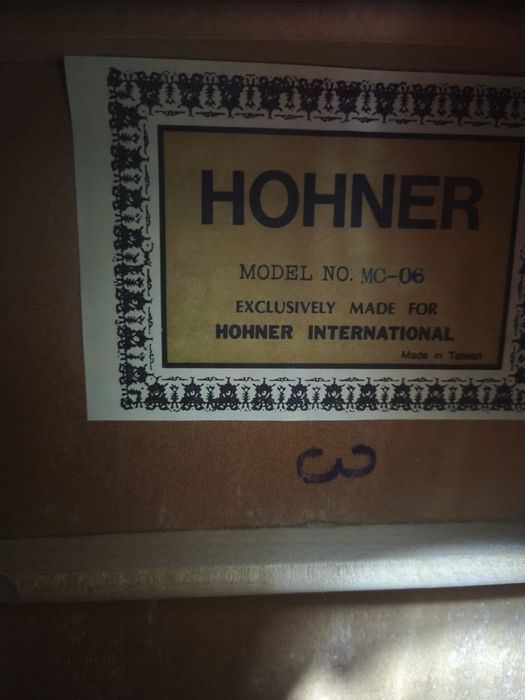 HOHNER
MODEL NO. MC-06
EXCLUSIVELY MADE FOR
HOHNER INTERNATIONAL
Made in Taiwan
3